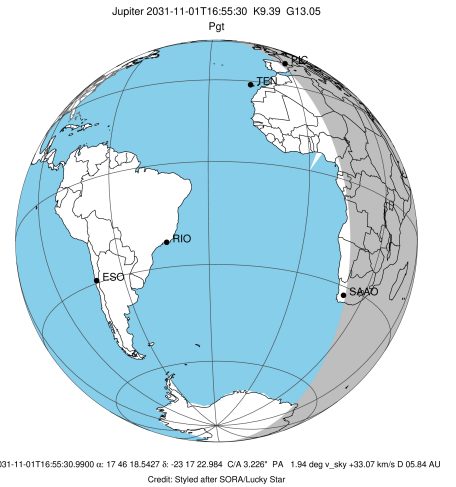 Jupiter 2031-11-01T16:55:30 K9.39 G13.05
Pgt
PIC
TEN
RIO
ESO
SAAO
031-11-01T16:55:30.9900 α: 17 46 18.5427 δ: -23 17 22.984 C/A 3.226" PA 1.94 deg v_sky +33.07 km/s D 05.84 AU
Credit: Styled after SORA/Lucky Star